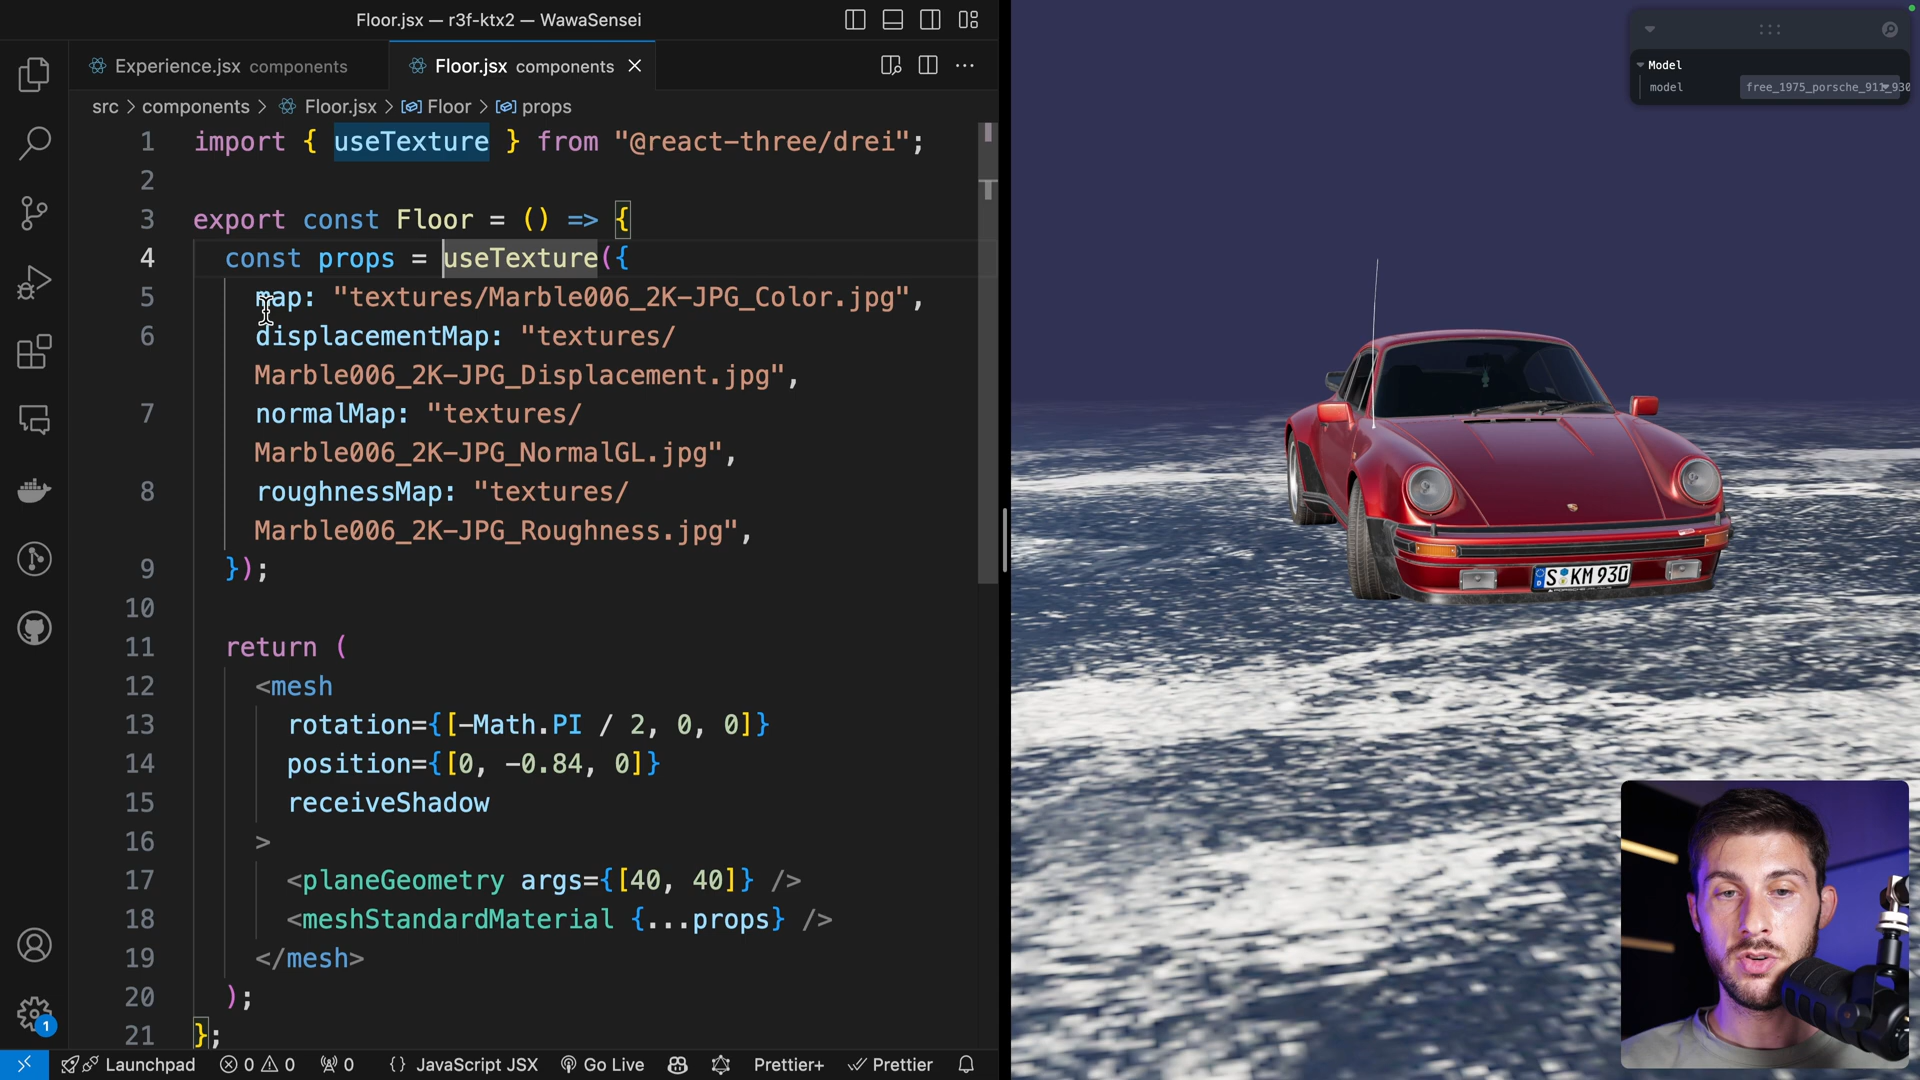 Floor.jsx — r3f-ktx2 — WawaSensei
Experience.jsx components
Floor.jsx components
src > components > Floor.jsx > Floor > props
1 import { useTexture } from "@react-three/drei";
2
3 export const Floor = () => {
4 const props = useTexture({
5 map: "textures/Marble006_2K-JPG_Color.jpg",
6 displacementMap: "textures/
Marble006_2K-JPG_Displacement.jpg",
7 normalMap: "textures/
Marble006_2K-JPG_NormalGL.jpg",
8 roughnessMap: "textures/
Marble006_2K-JPG_Roughness.jpg",
9 });
10
11 return (
12 <mesh
13 rotation={[-Math.PI / 2, 0, 0]}
14 position={[0, -0.84, 0]}
15 receiveShadow
16 >
17 <planeGeometry args={[40, 40]} />
18 <meshStandardMaterial {...props} />
19 </mesh>
20 );
21 };
1
Launchpad 0 0 0 {} JavaScript JSX Go Live Prettier+ Prettier
Model
model free_1975_porsche_911_930
S KM 930